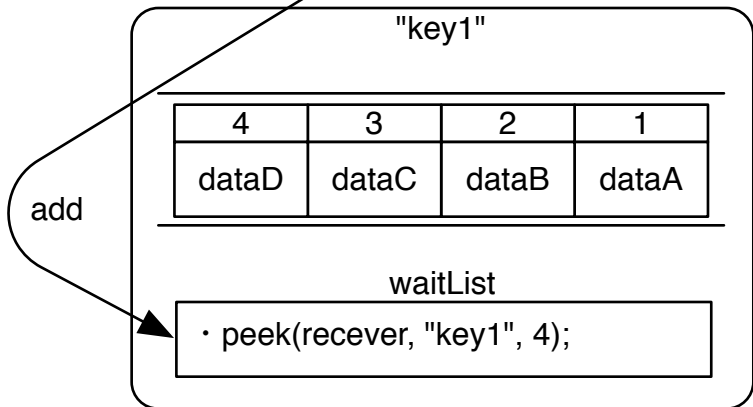 "key1"
4 3 2 1
dataD dataC dataB dataA
add
waitList
・peek(recever, "key1", 4);